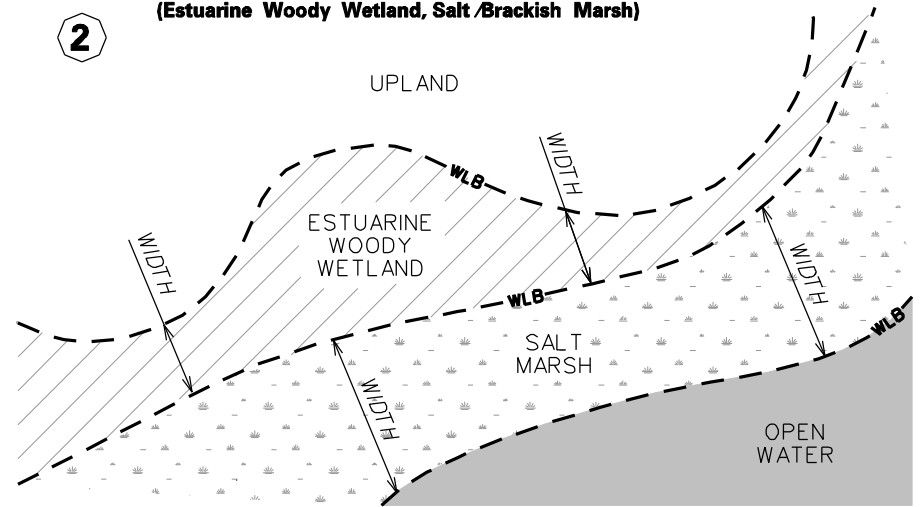 (Estuarine Woody Wetland, Salt/Brackish Marsh)
2
UPLAND
WIDTH
WLB
ESTUARINE
WOODY
WETLAND
WIDTH
WIDTH
WLB
WLB
SALT
MARSH
WIDTH
OPEN
WATER